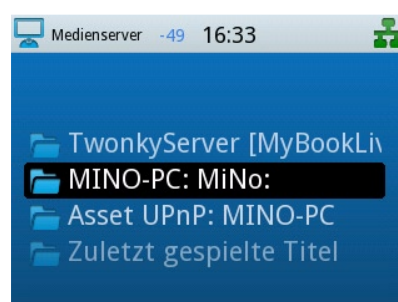 Medienserver -49 16:33
TwonkyServer [MyBookLiv
MINO-PC: MiNo:
Asset UPnP: MINO-PC
Zuletzt gespielte Titel